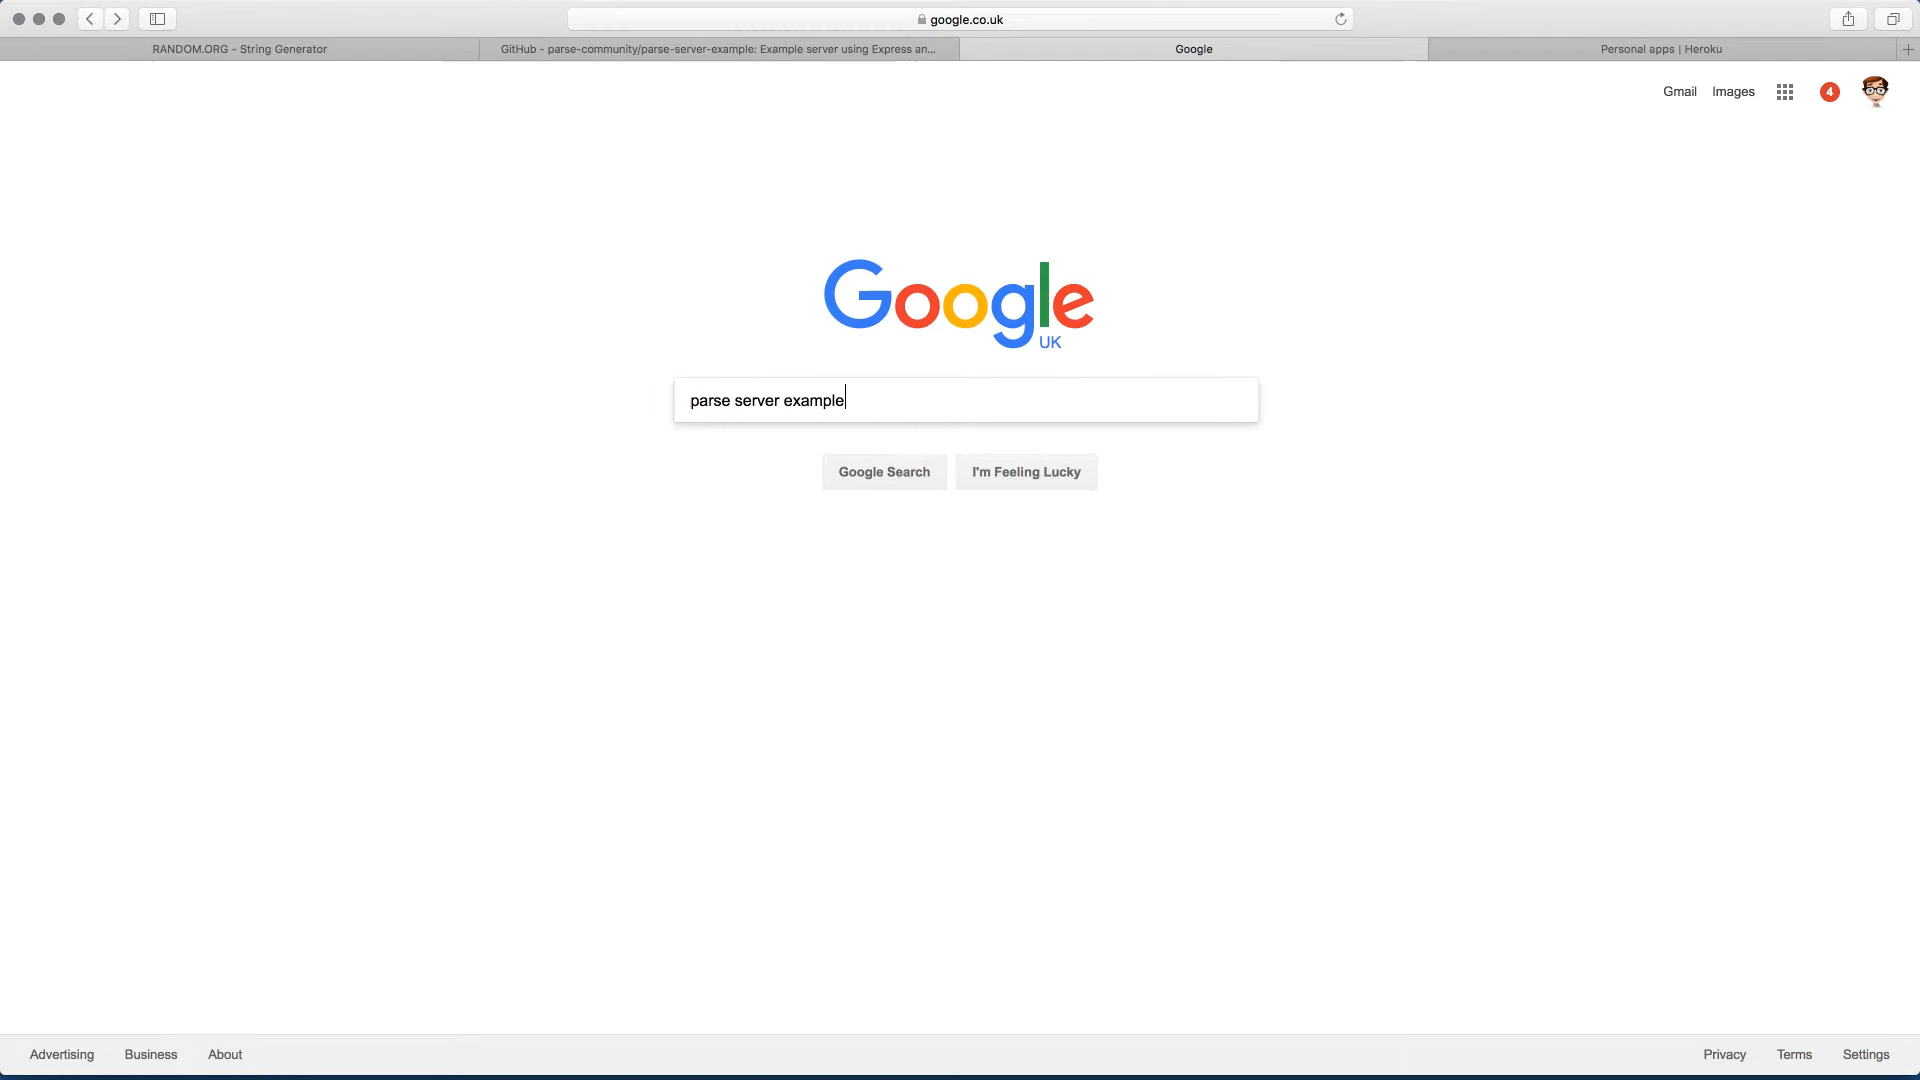 google.co.uk
RANDOM.ORG - String Generator
GitHub - parse-community/parse-server-example: Example server using Express an...
Google
Personal apps | Heroku
Gmail
Images
4
Google
UK
parse server example
Google Search
I'm Feeling Lucky
Advertising
Business
About
Privacy
Terms
Settings